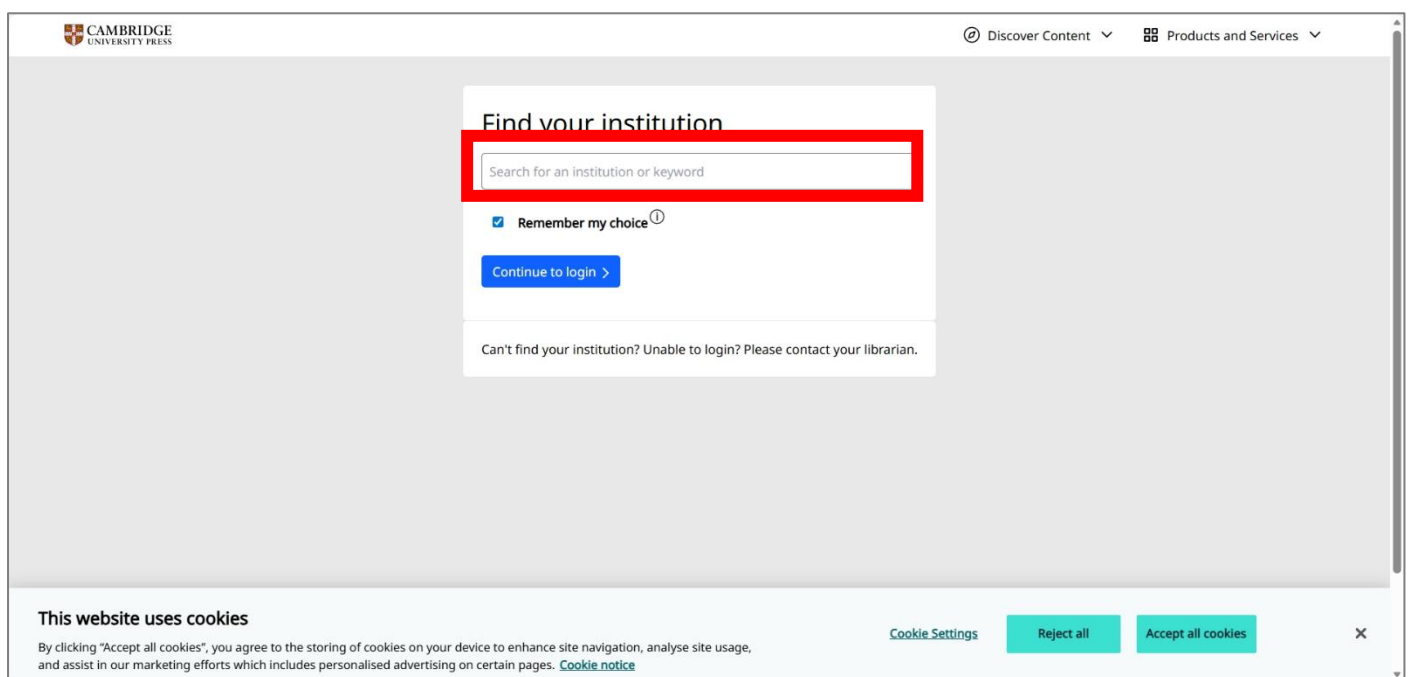 CAMBRIDGE
UNIVERSITY PRESS
Discover Content
Products and Services
Find your institution
Search for an institution or keyword
Remember my choice
Continue to login >
Can't find your institution? Unable to login? Please contact your librarian.
This website uses cookies
By clicking “Accept all cookies”, you agree to the storing of cookies on your device to enhance site navigation, analyse site usage,
and assist in our marketing efforts which includes personalised advertising on certain pages. Cookie notice
Cookie Settings
Reject all
Accept all cookies